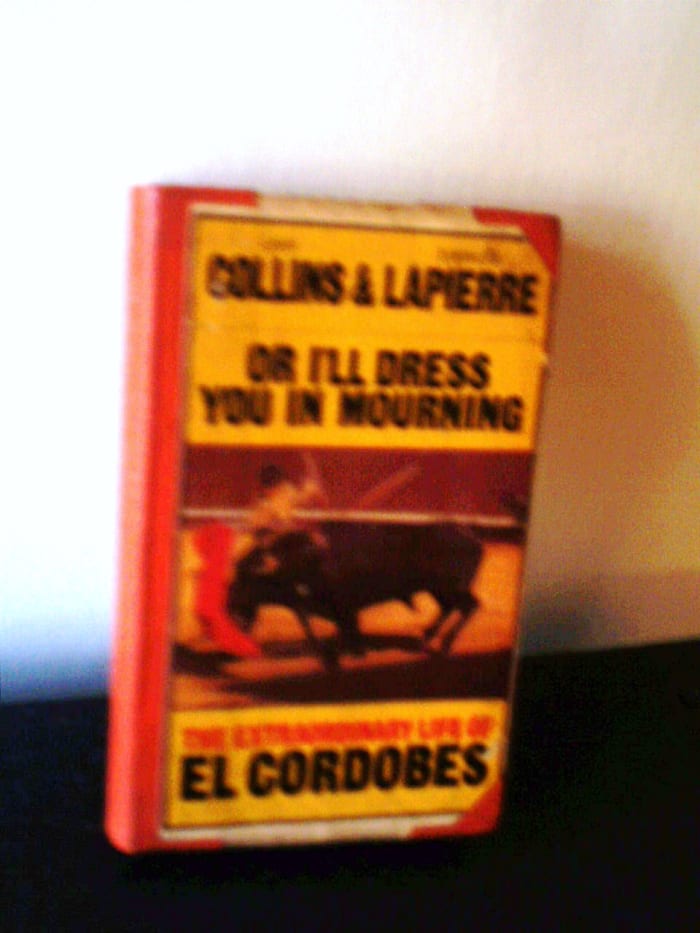 COLLINS & LAPIERRE
OR I'LL DRESS
YOU IN MOURNING
THE EXTRAORDINARY LIFE OF
EL CORDOBES